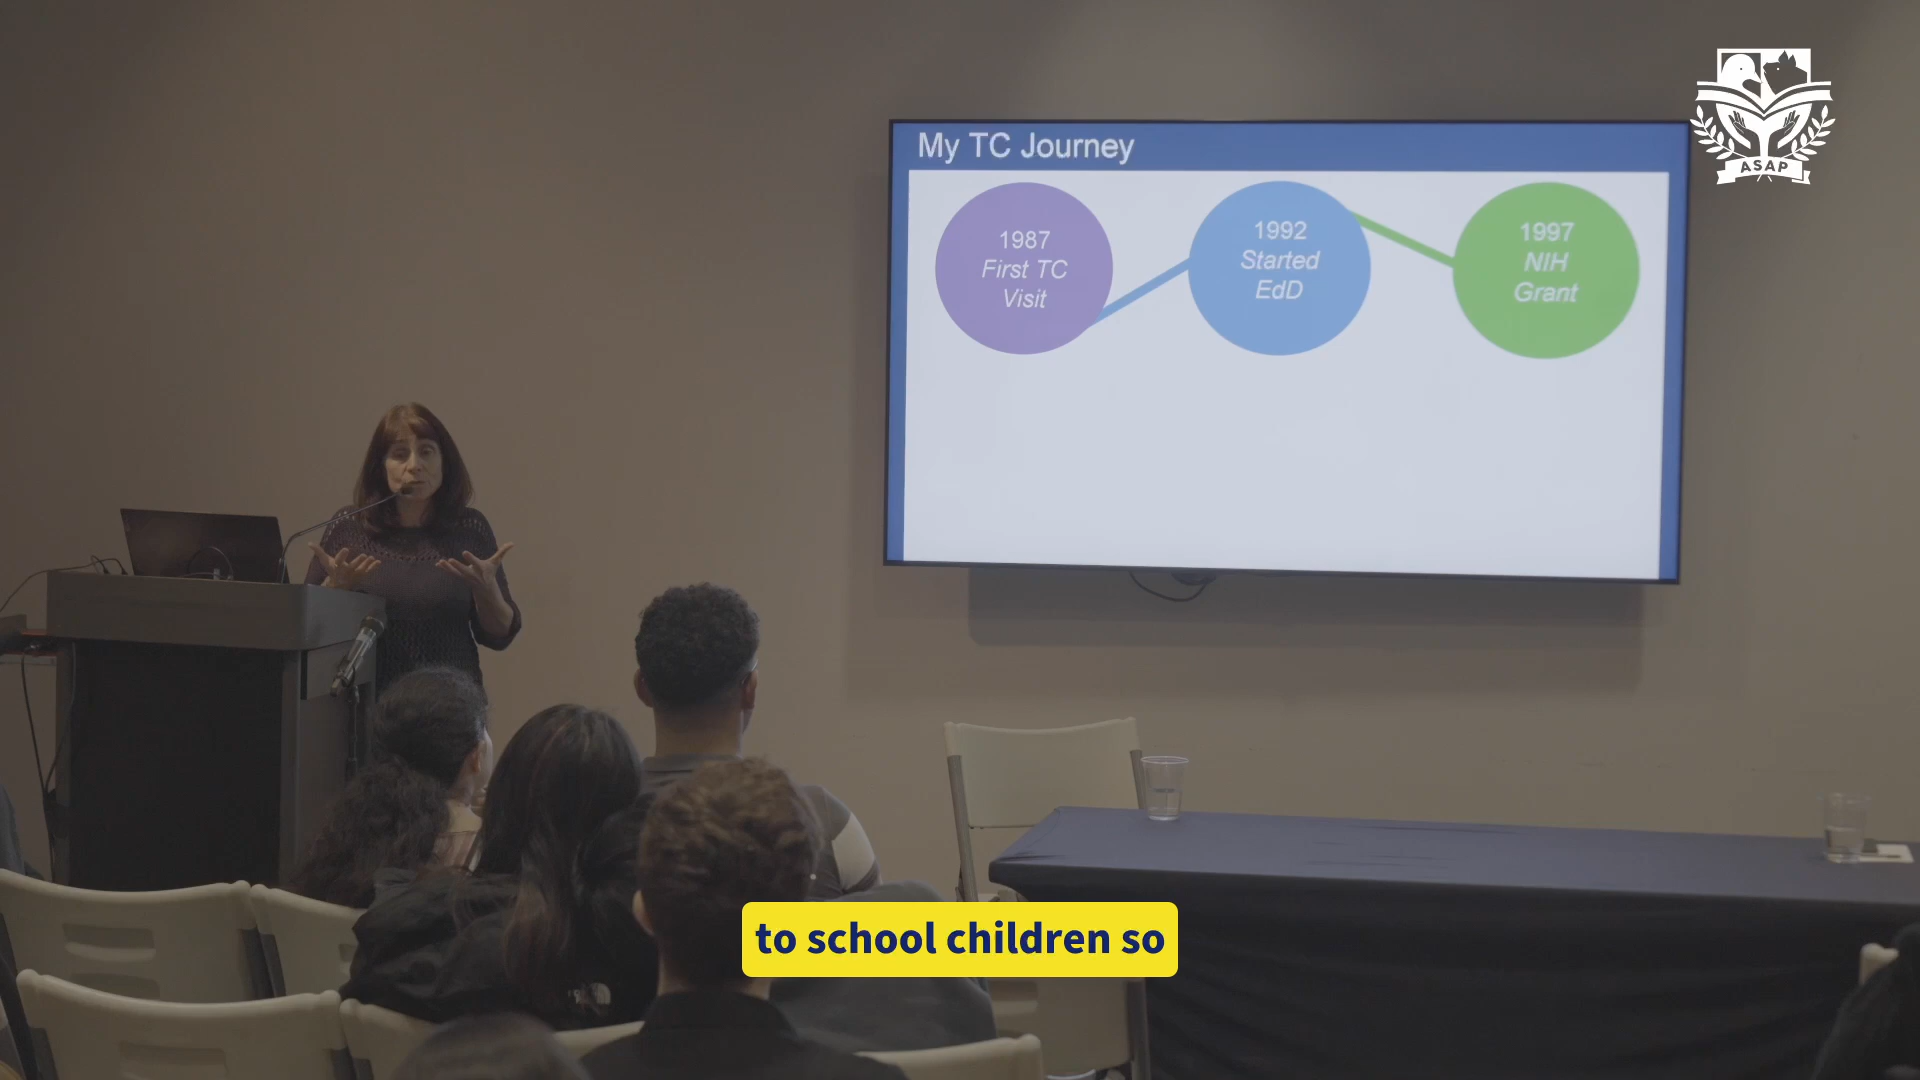 My TC Journey
1987
First TC
Visit
1992
Started
EdD
1997
NIH
Grant
ASAP
to school children so